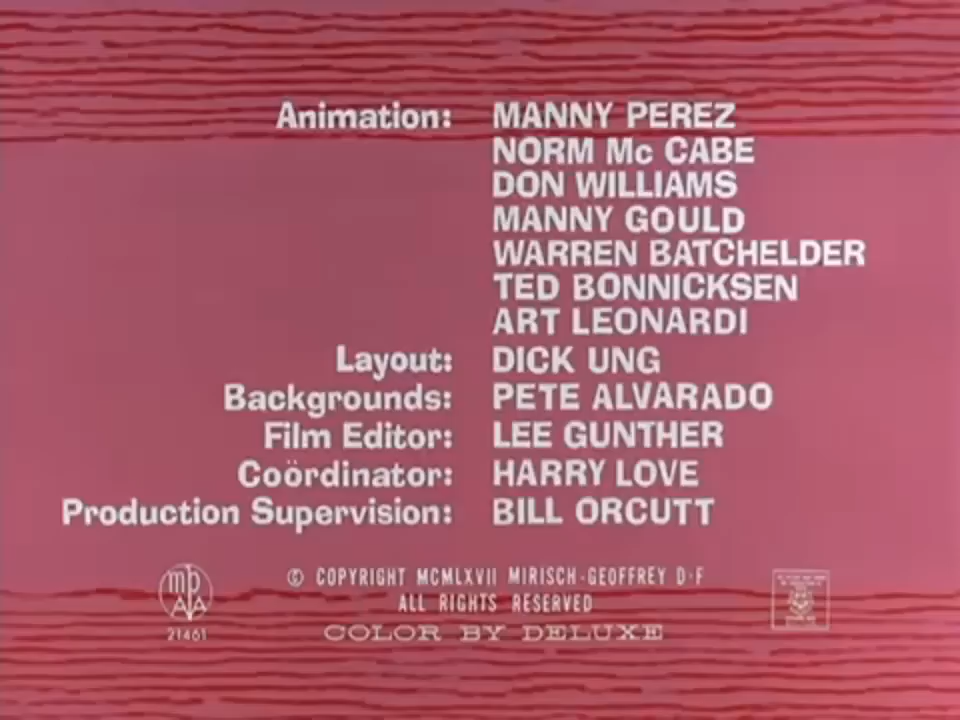 Animation: MANNY PEREZ
NORM Mc CABE
DON WILLIAMS
MANNY GOULD
WARREN BATCHELDER
TED BONNICKSEN
ART LEONARDI
Layout: DICK UNG
Backgrounds: PETE ALVARADO
Film Editor: LEE GUNTHER
Coördinator: HARRY LOVE
Production Supervision: BILL ORCUTT
© COPYRIGHT MCMLXVII MIRISCH-GEOFFREY D-F
ALL RIGHTS RESERVED
COLOR BY DELUXE
mpAA
21461